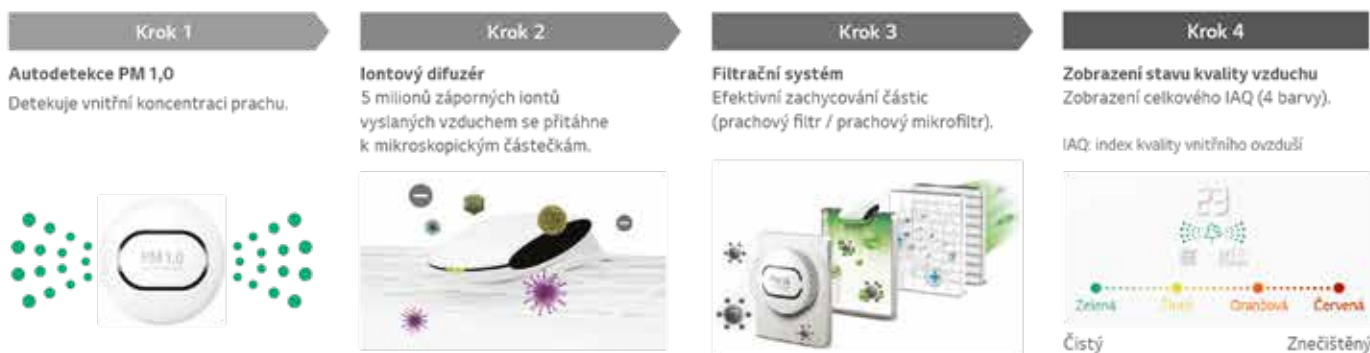 Krok 1
Autodetekce PM 1,0
Detekuje vnitřní koncentraci prachu.
PM 1.0
Krok 2
Iontový difuzér
5 milionů záporných iontů
vyslaných vzduchem se přitáhne
k mikroskopickým částečkám.
Krok 3
Filtrační systém
Efektivní zachycování částic
(prachový filtr / prachový mikrofiltr).
Krok 4
Zobrazení stavu kvality vzduchu
Zobrazení celkového IAQ (4 barvy).
IAQ: index kvality vnitřního ovzduší
23
Zelená Žlutá Oranžová Červená
Čistý Znečištěný